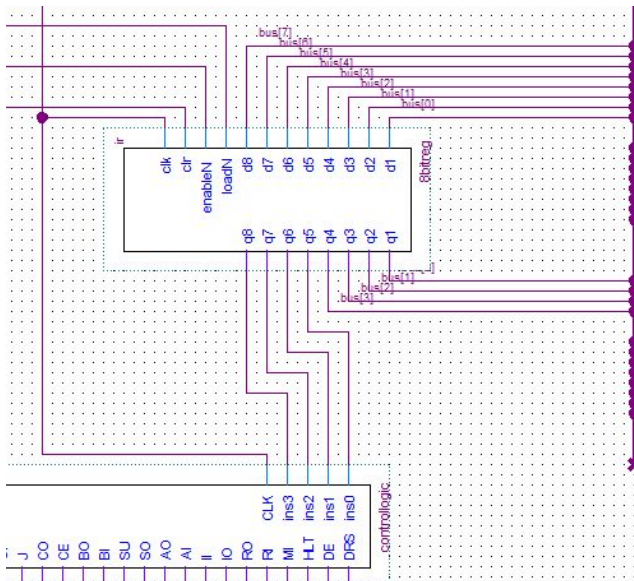 bus[7]
bus[6]
bus[5]
bus[4]
bus[3]
bus[2]
bus[1]
bus[0]
ir
clk
clr
enableN
loadN
d8
d7
d6
d5
d4
d3
d2
d1
8bitreg
q8
q7
q6
q5
q4
q3
q2
q1
bus[1]
bus[2]
bus[3]
CLK
ins3
ins2
ins1
ins0
controllogic
J
CO
CE
BO
BI
SU
SO
AO
AI
II
IO
RO
RI
MI
HLT
DE
DRS